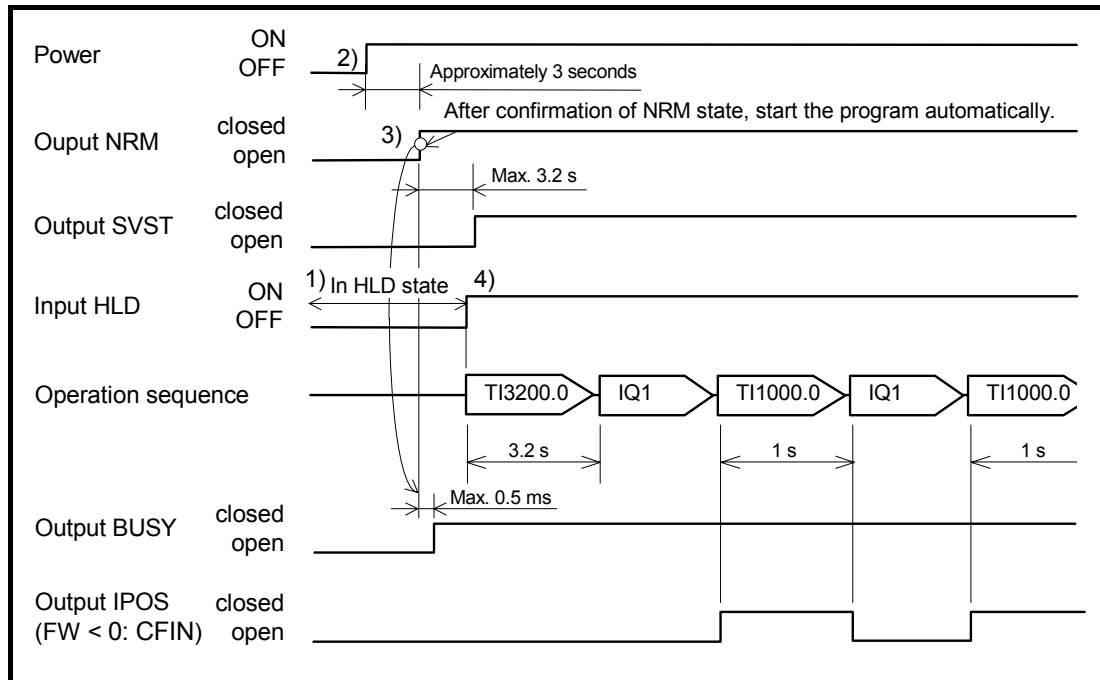 Power
ON
OFF
2)
Approximately 3 seconds
After confirmation of NRM state, start the program automatically.
Ouput NRM
closed
open
3)
Max. 3.2 s
Output SVST
closed
open
1)
In HLD state
4)
Input HLD
ON
OFF
Operation sequence
TI3200.0
IQ1
TI1000.0
IQ1
TI1000.0
3.2 s
1 s
1 s
Max. 0.5 ms
Output BUSY
closed
open
Output IPOS
(FW < 0: CFIN)
closed
open